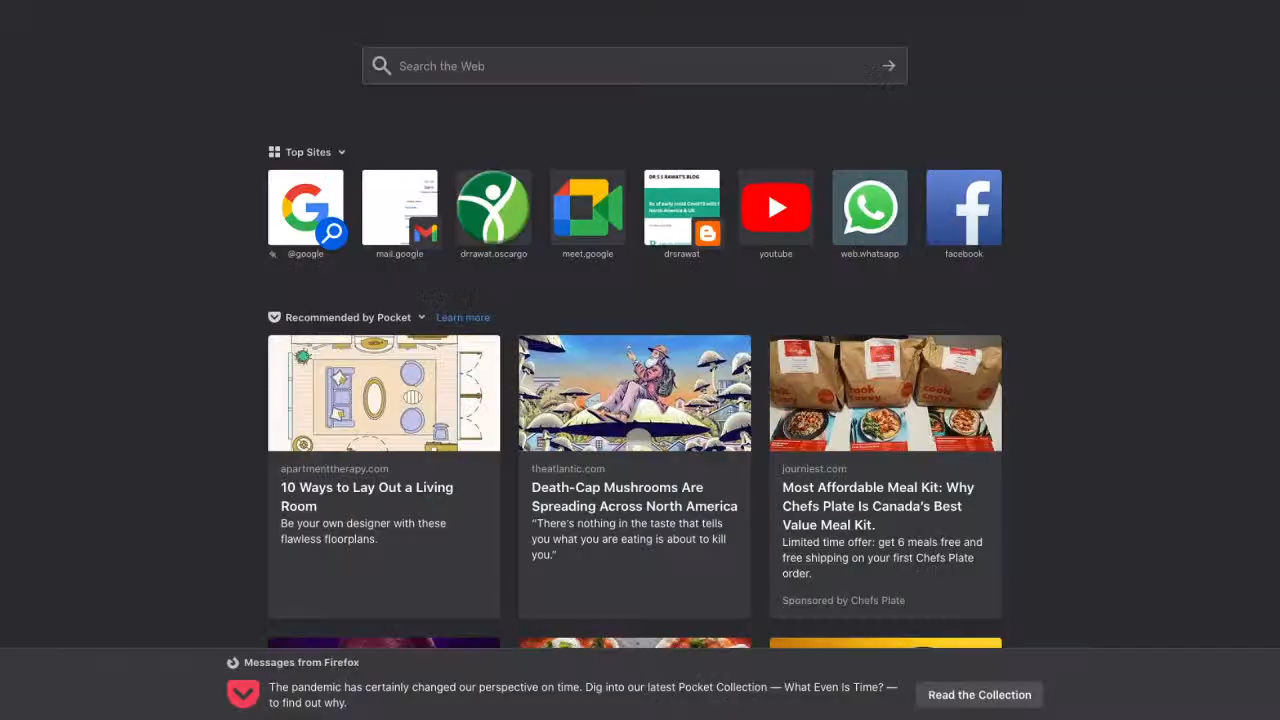 Search the Web
Top Sites
@google
mail.google
drrawat.oscargo
meet.google
DR S S RAWAT'S BLOG
North America & UK
drsrawat
youtube
web.whatsapp
facebook
Recommended by Pocket
Learn more
apartmenttherapy.com
10 Ways to Lay Out a Living
Room
Be your own designer with these
flawless floorplans.
theatlantic.com
Death-Cap Mushrooms Are
Spreading Across North America
“There’s nothing in the taste that tells
you what you are eating is about to kill
you.”
journiest.com
Most Affordable Meal Kit: Why
Chefs Plate Is Canada’s Best
Value Meal Kit.
Limited time offer: get 6 meals free and
free shipping on your first Chefs Plate
order.
Sponsored by Chefs Plate
Messages from Firefox
The pandemic has certainly changed our perspective on time. Dig into our latest Pocket Collection — What Even Is Time? —
to find out why.
Read the Collection